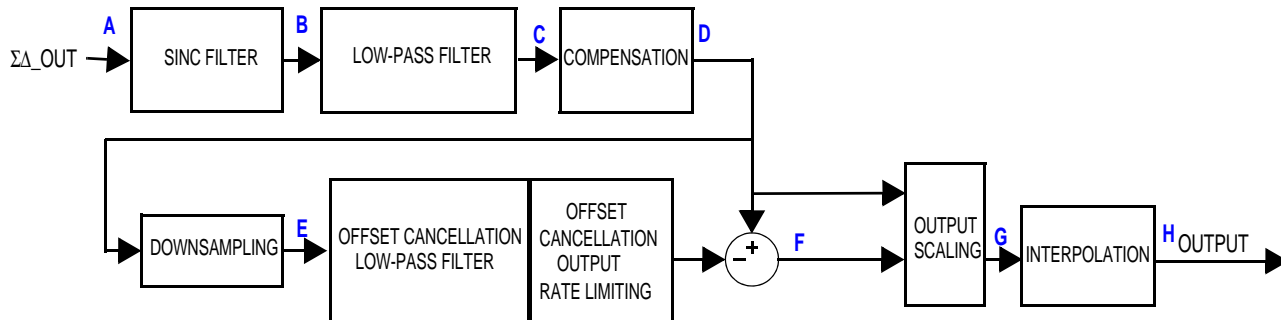 A
B
C
D
ΣΔ_OUT
SINC FILTER
LOW-PASS FILTER
COMPENSATION
DOWNSAMPLING
E
OFFSET CANCELLATION
LOW-PASS FILTER
OFFSET
CANCELLATION
OUTPUT
RATE LIMITING
− +
F
OUTPUT
SCALING
G
INTERPOLATION
H
OUTPUT